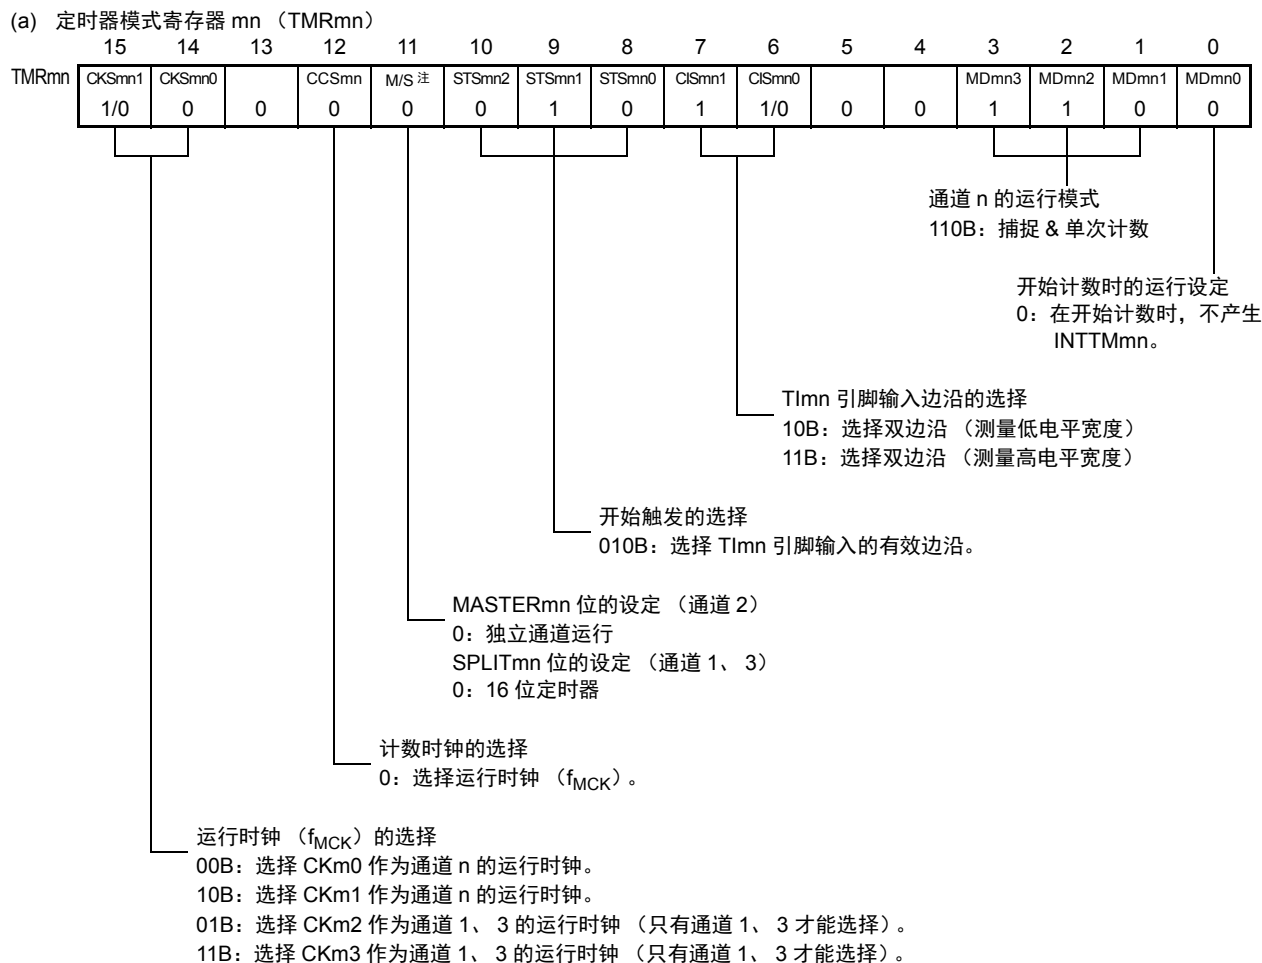 (a) 定时器模式寄存器 mn （TMRmn）
15 14 13 12 11 10 9 8 7 6 5 4 3 2 1 0
TMRmn CKSmn1 CKSmn0 CCSmn M/S 注 STSmn2 STSmn1 STSmn0 CISmn1 CISmn0 MDmn3 MDmn2 MDmn1 MDmn0
1/0 0 0 0 0 0 1 0 1 1/0 0 0 1 1 0 0
通道 n 的运行模式
110B：捕捉 & 单次计数
开始计数时的运行设定
0：在开始计数时，不产生
INTTMmn。
TImn 引脚输入边沿的选择
10B：选择双边沿 （测量低电平宽度）
11B：选择双边沿 （测量高电平宽度）
开始触发的选择
010B：选择 TImn 引脚输入的有效边沿。
MASTERmn 位的设定 （通道 2）
0：独立通道运行
SPLITmn 位的设定 （通道 1、 3）
0：16 位定时器
计数时钟的选择
0：选择运行时钟 （fMCK）。
运行时钟 （fMCK）的选择
00B：选择 CKm0 作为通道 n 的运行时钟。
10B：选择 CKm1 作为通道 n 的运行时钟。
01B：选择 CKm2 作为通道 1、 3 的运行时钟 （只有通道 1、 3 才能选择）。
11B：选择 CKm3 作为通道 1、 3 的运行时钟 （只有通道 1、 3 才能选择）。